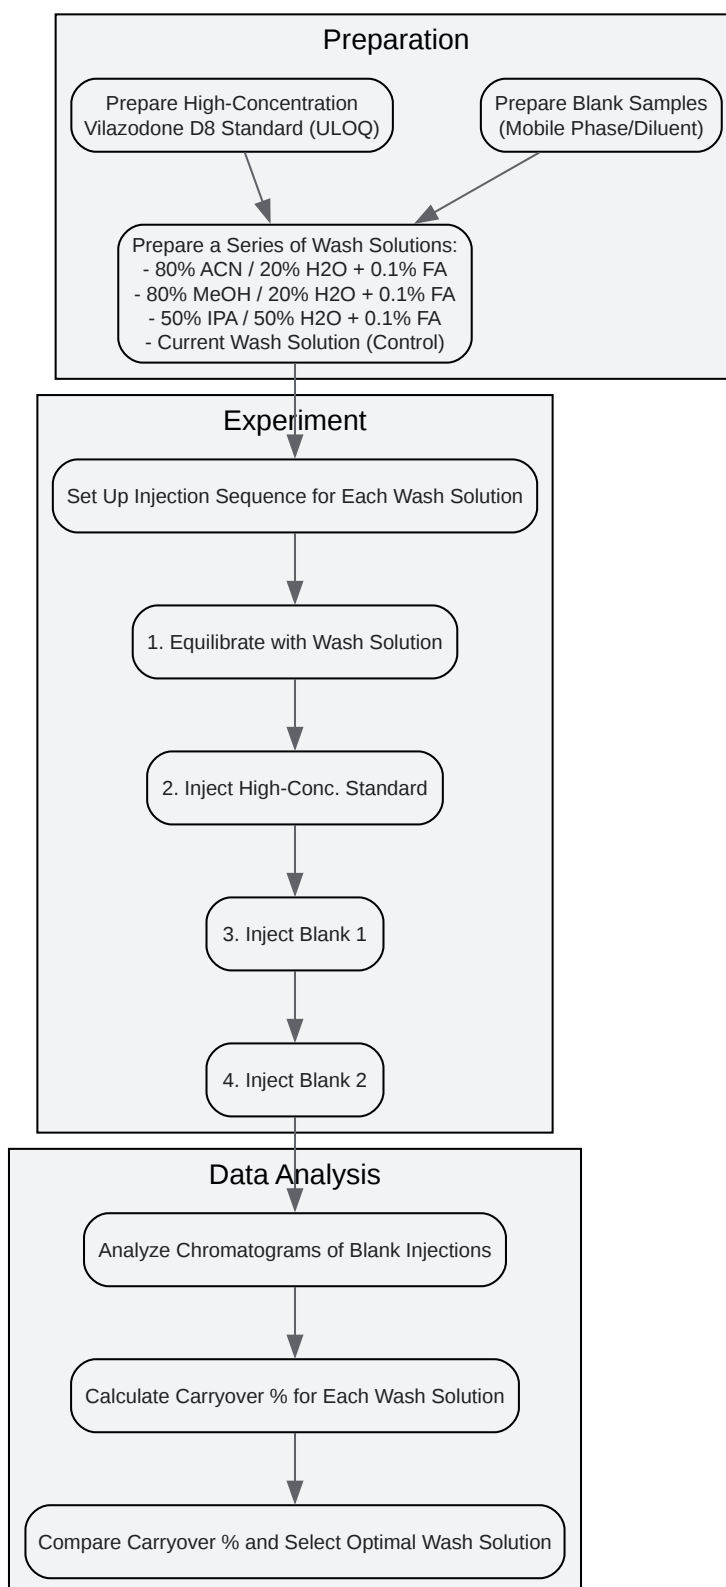 Preparation
Prepare High-Concentration
Vilazodone D8 Standard (ULOQ)
Prepare Blank Samples
(Mobile Phase/Diluent)
Prepare a Series of Wash Solutions:
- 80% ACN / 20% H2O + 0.1% FA
- 80% MeOH / 20% H2O + 0.1% FA
- 50% IPA / 50% H2O + 0.1% FA
- Current Wash Solution (Control)
Experiment
Set Up Injection Sequence for Each Wash Solution
1. Equilibrate with Wash Solution
2. Inject High-Conc. Standard
3. Inject Blank 1
4. Inject Blank 2
Data Analysis
Analyze Chromatograms of Blank Injections
Calculate Carryover % for Each Wash Solution
Compare Carryover % and Select Optimal Wash Solution